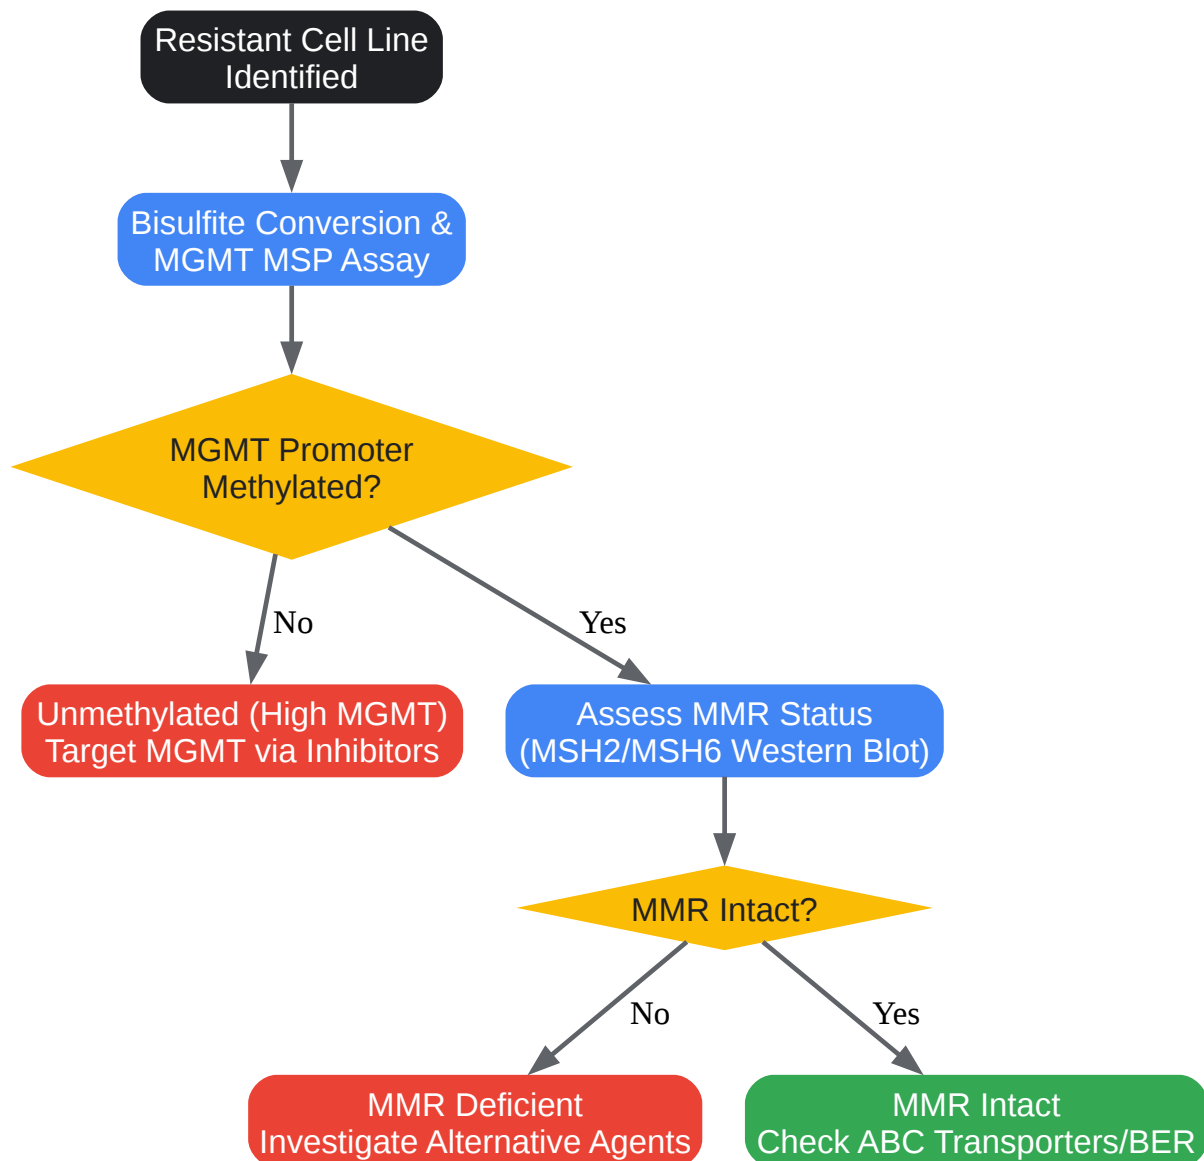 Resistant Cell Line
Identified
Bisulfite Conversion &
MGMT MSP Assay
MGMT Promoter
Methylated?
No
Yes
Unmethylated (High MGMT)
Target MGMT via Inhibitors
Assess MMR Status
(MSH2/MSH6 Western Blot)
MMR Intact?
No
Yes
MMR Deficient
Investigate Alternative Agents
MMR Intact
Check ABC Transporters/BER